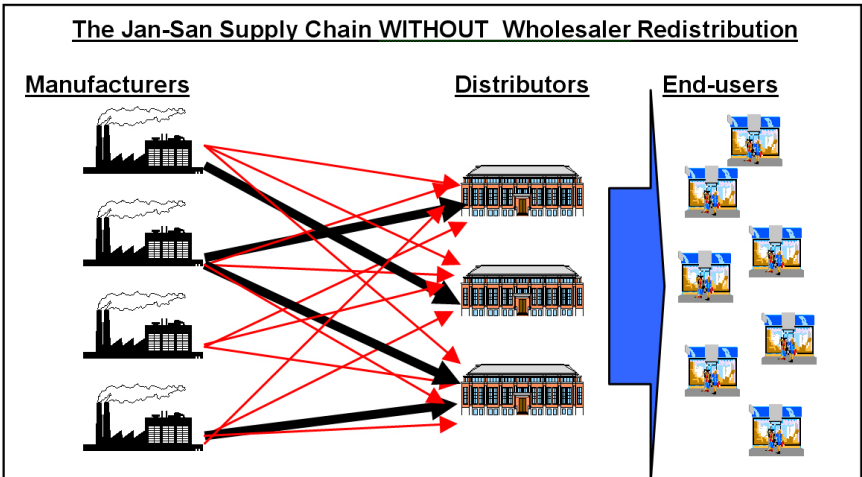 The Jan-San Supply Chain WITHOUT  Wholesaler Redistribution
Manufacturers
Distributors
End-users